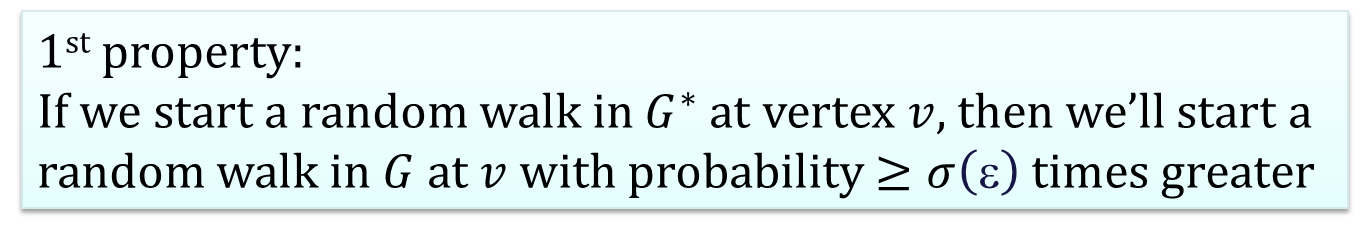 1st property:
If we start a random walk in G* at vertex v, then we'll start a
random walk in G at v with probability ≥ σ(ε) times greater